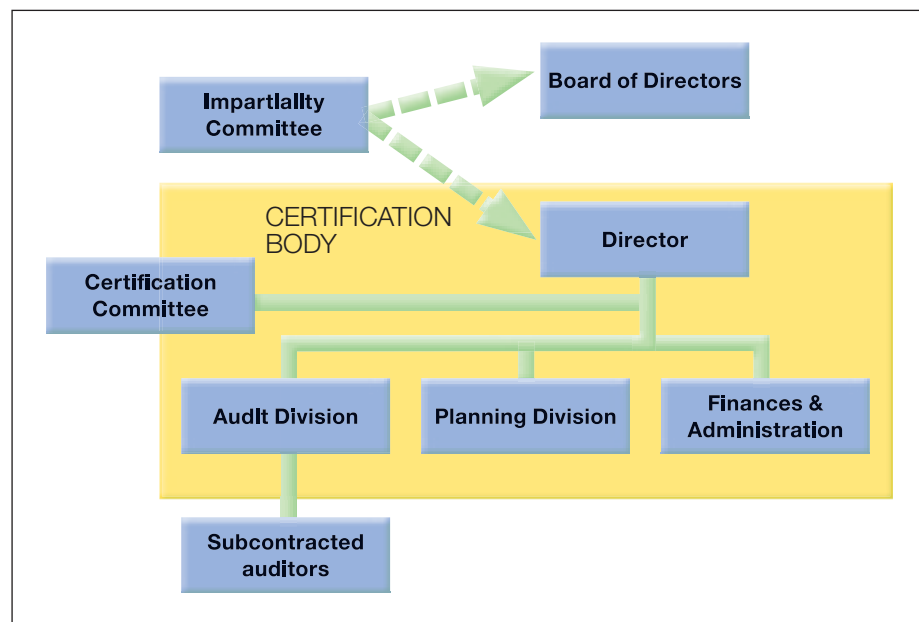 Board of Directors
Impartiality
Committee
CERTIFICATION
BODY
Director
Certification
Committee
Audit Division
Planning Division
Finances &
Administration
Subcontracted
auditors